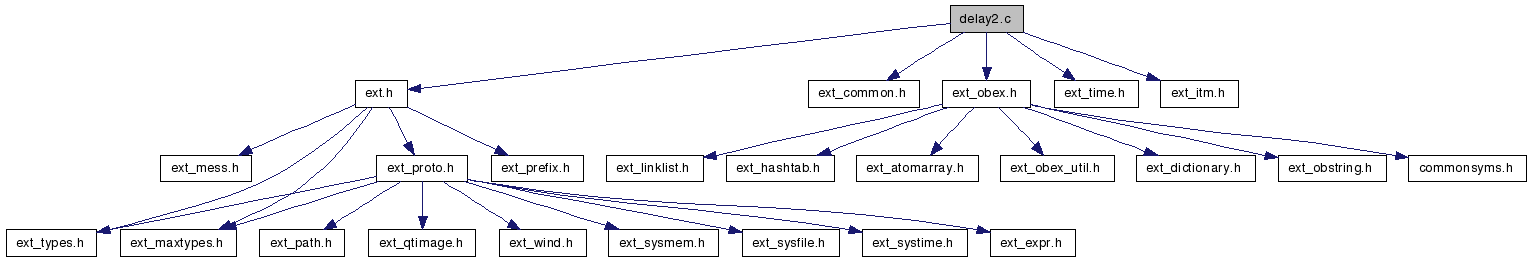 delay2.c
ext.h
ext_common.h
ext_obex.h
ext_time.h
ext_itm.h
ext_mess.h
ext_proto.h
ext_prefix.h
ext_linklist.h
ext_hashtab.h
ext_atomarray.h
ext_obex_util.h
ext_dictionary.h
ext_obstring.h
commonsyms.h
ext_types.h
ext_maxtypes.h
ext_path.h
ext_qtimage.h
ext_wind.h
ext_sysmem.h
ext_sysfile.h
ext_systime.h
ext_expr.h